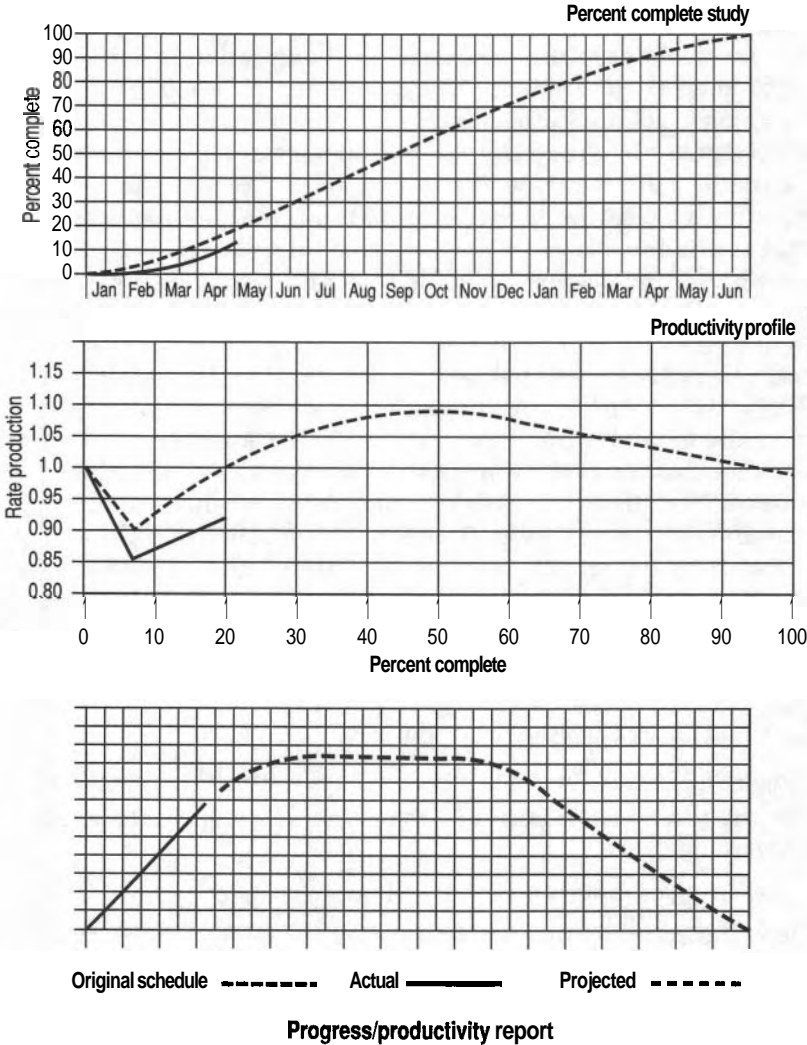 Percent complete study
100
90
80
70
60
50
40
30
20
10
0
Percent complete
Jan Feb Mar Apr May Jun Jul Aug Sep Oct Nov Dec Jan Feb Mar Apr May Jun
Productivity profile
1.15
1.10
1.05
1.0
0.95
0.90
0.85
0.80
Rate production
0 10 20 30 40 50 60 70 80 90 100
Percent complete
Original schedule Actual Projected
Progress/productivity report